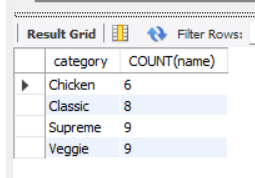 Result Grid Filter Rows:
category COUNT(name)
Chicken 6
Classic 8
Supreme 9
Veggie 9